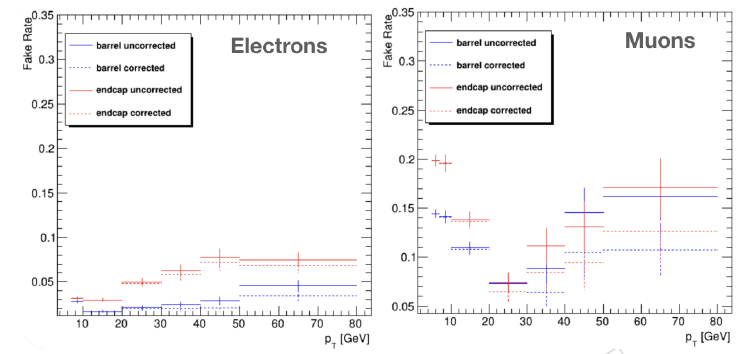 Fake Rate
0.35
0.3
0.25
0.2
0.15
0.1
0.05
Electrons
barrel uncorrected
barrel corrected
endcap uncorrected
endcap corrected
10 20 30 40 50 60 70 80
p_T [GeV]
Fake Rate
0.35
0.3
0.25
0.2
0.15
0.1
0.05
Muons
barrel uncorrected
barrel corrected
endcap uncorrected
endcap corrected
10 20 30 40 50 60 70 80
p_T [GeV]